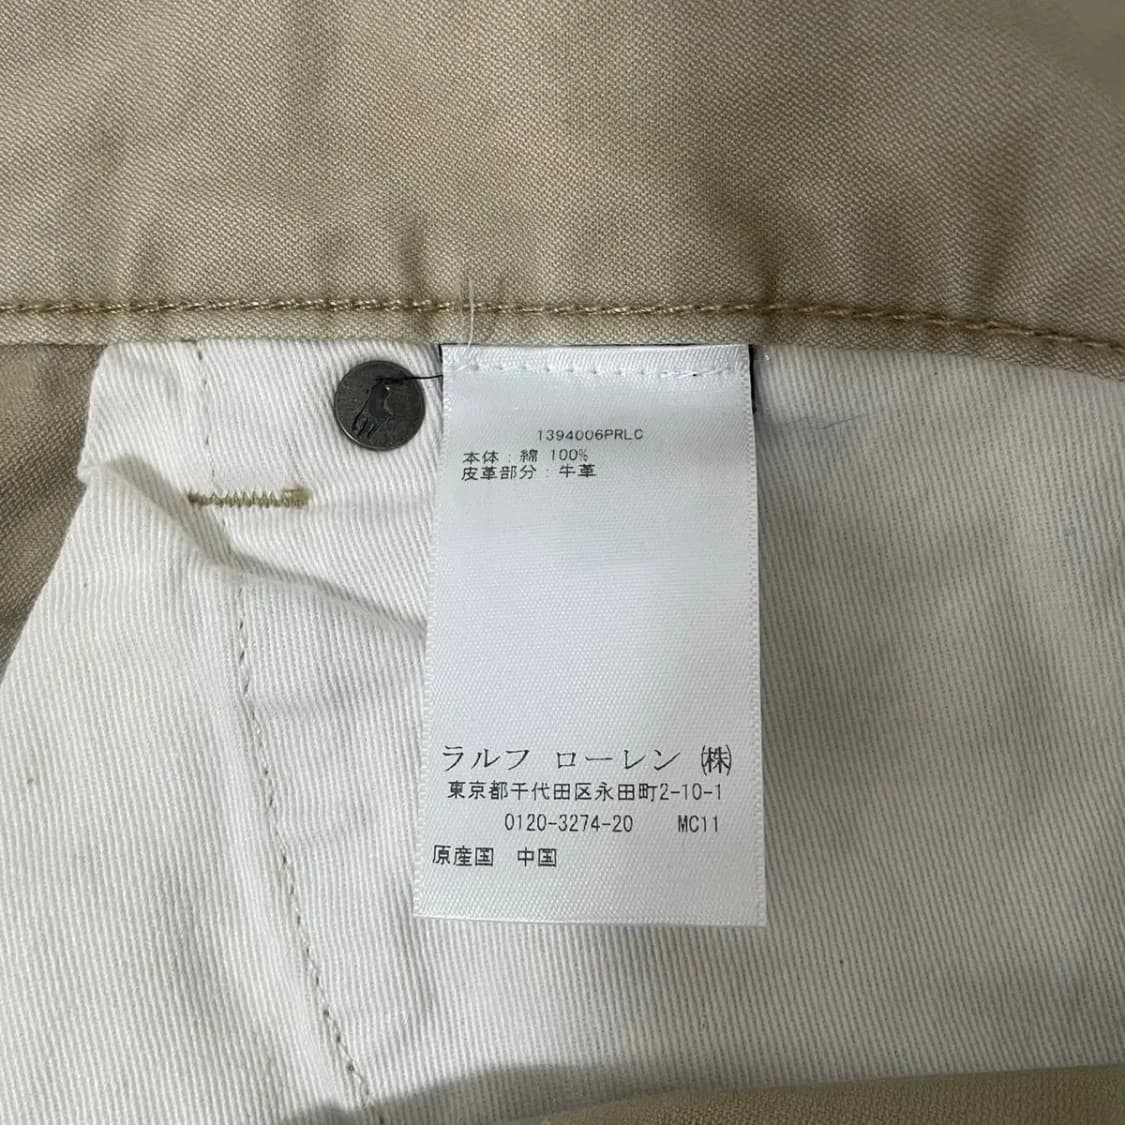 1394006PRLC
本体：綿 100%
皮革部分：牛革
ラルフ ローレン ㈱
東京都千代田区永田町2-10-1
0120-3274-20 MC11
原産国 中国